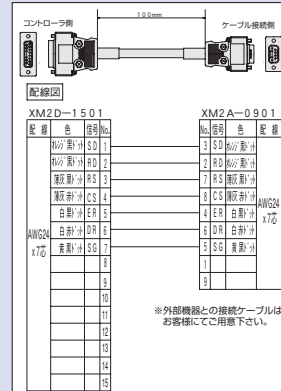 100mm
コントローラ側
ケーブル接続側
配線図
XM2D-1501
XM2A-0901
配 線 色 信号 No.
No. 信号 色 配 線
オレンジ 黒ドット SD 1
3 SD オレンジ 黒ドット
オレンジ 黒ドット RD 2
2 RD オレンジ 黒ドット
薄灰 黒ドット RS 3
7 RS 薄灰 黒ドット
薄灰 赤ドット CS 4
8 CS 薄灰 赤ドット
白 黒ドット ER 5
4 ER 白 黒ドット
白 赤ドット DR 6
6 DR 白 赤ドット
黄 黒ドット SG 7
5 SG 黄 黒ドット
AWG24
x7芯
AWG24
x7芯
8
1
9
9
10
11
12
13
14
15
※外部機器との接続ケーブルは
お客様にてご用意下さい。